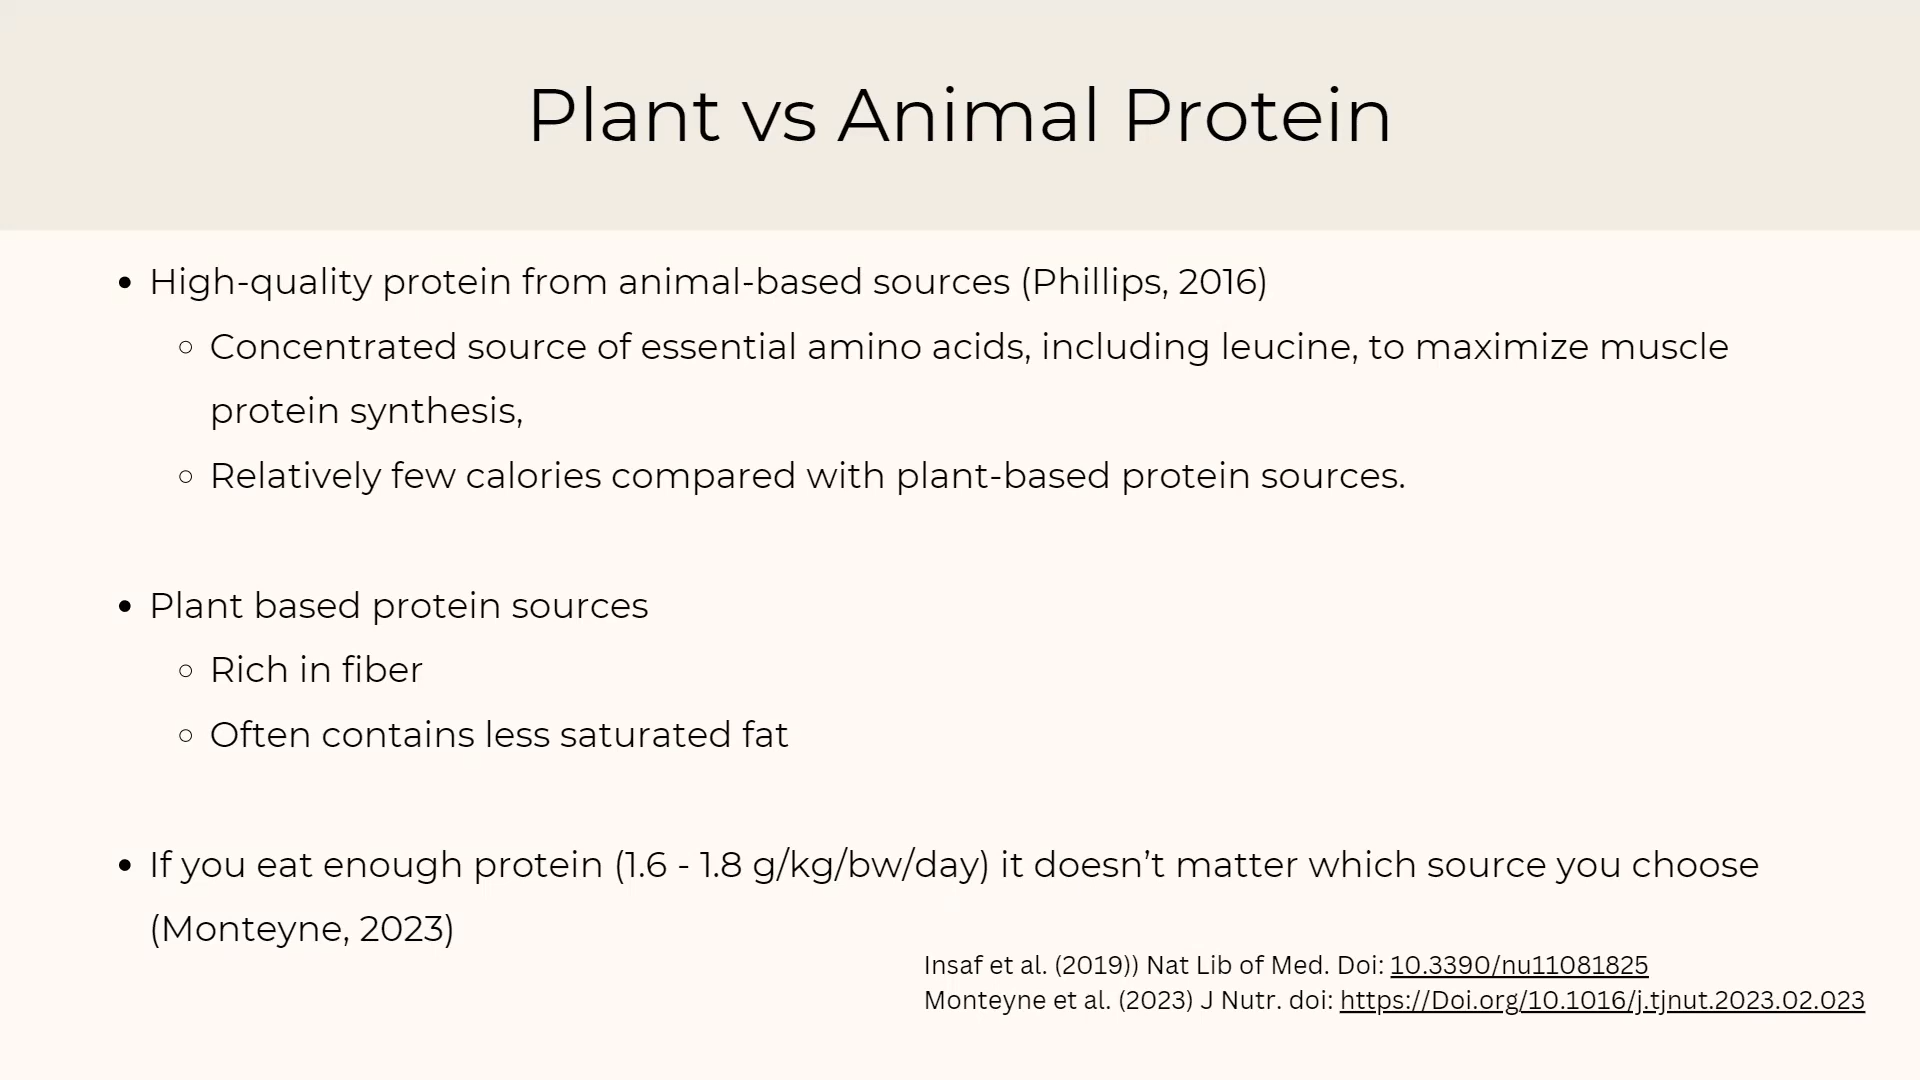 Plant vs Animal Protein
• High-quality protein from animal-based sources (Phillips, 2016)
○ Concentrated source of essential amino acids, including leucine, to maximize muscle
protein synthesis,
○ Relatively few calories compared with plant-based protein sources.
• Plant based protein sources
○ Rich in fiber
○ Often contains less saturated fat
• If you eat enough protein (1.6 - 1.8 g/kg/bw/day) it doesn’t matter which source you choose
(Monteyne, 2023)
Insaf et al. (2019)) Nat Lib of Med. Doi: 10.3390/nu11081825
Monteyne et al. (2023) J Nutr. doi: https://Doi.org/10.1016/j.tjnut.2023.02.023